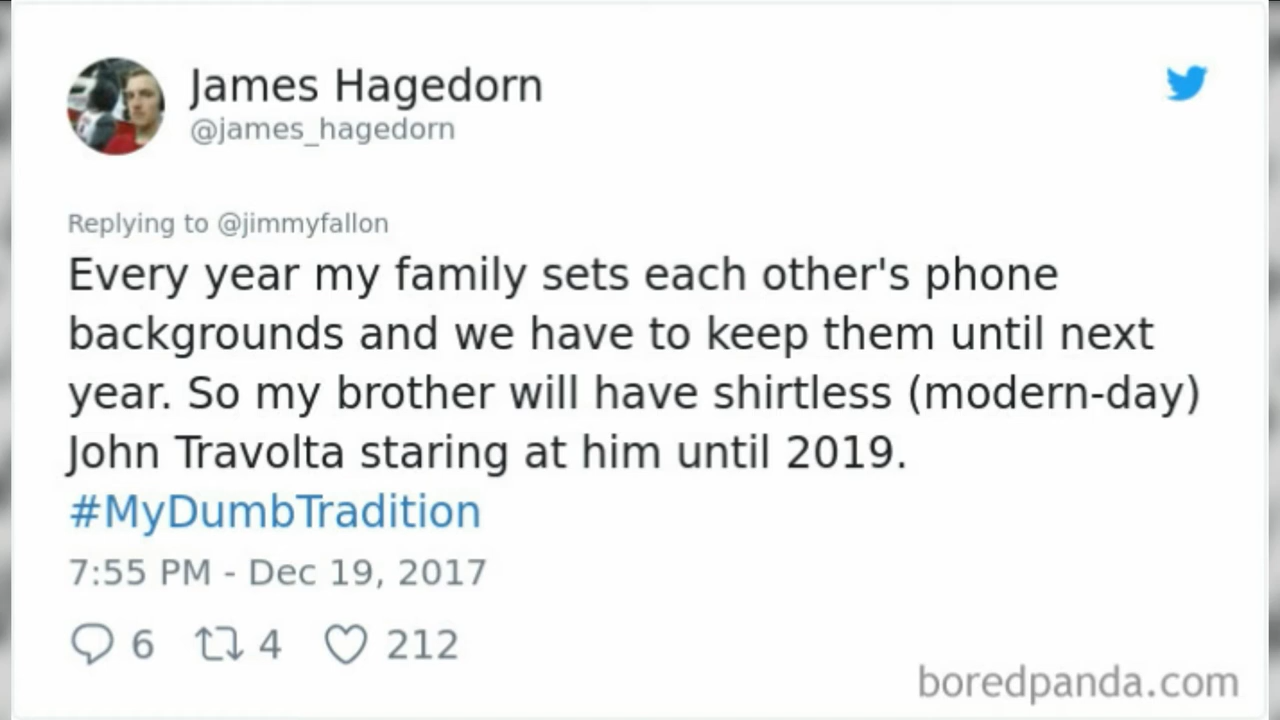 James Hagedorn
@james_hagedorn
Replying to @jimmyfallon
Every year my family sets each other's phone
backgrounds and we have to keep them until next
year. So my brother will have shirtless (modern-day)
John Travolta staring at him until 2019.
#MyDumbTradition
7:55 PM - Dec 19, 2017
6 4 212
boredpanda.com